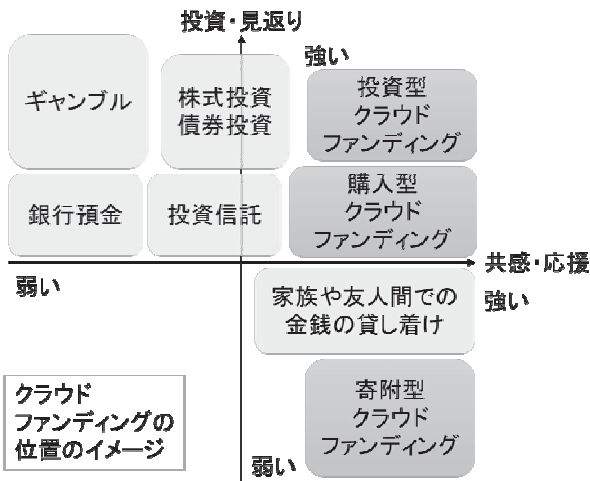 投資・見返り
強い
ギャンブル
株式投資
債券投資
投資型
クラウド
ファンディング
銀行預金
投資信託
購入型
クラウド
ファンディング
共感・応援
弱い
強い
家族や友人間での
金銭の貸し着け
寄附型
クラウド
ファンディング
クラウド
ファンディングの
位置のイメージ
弱い